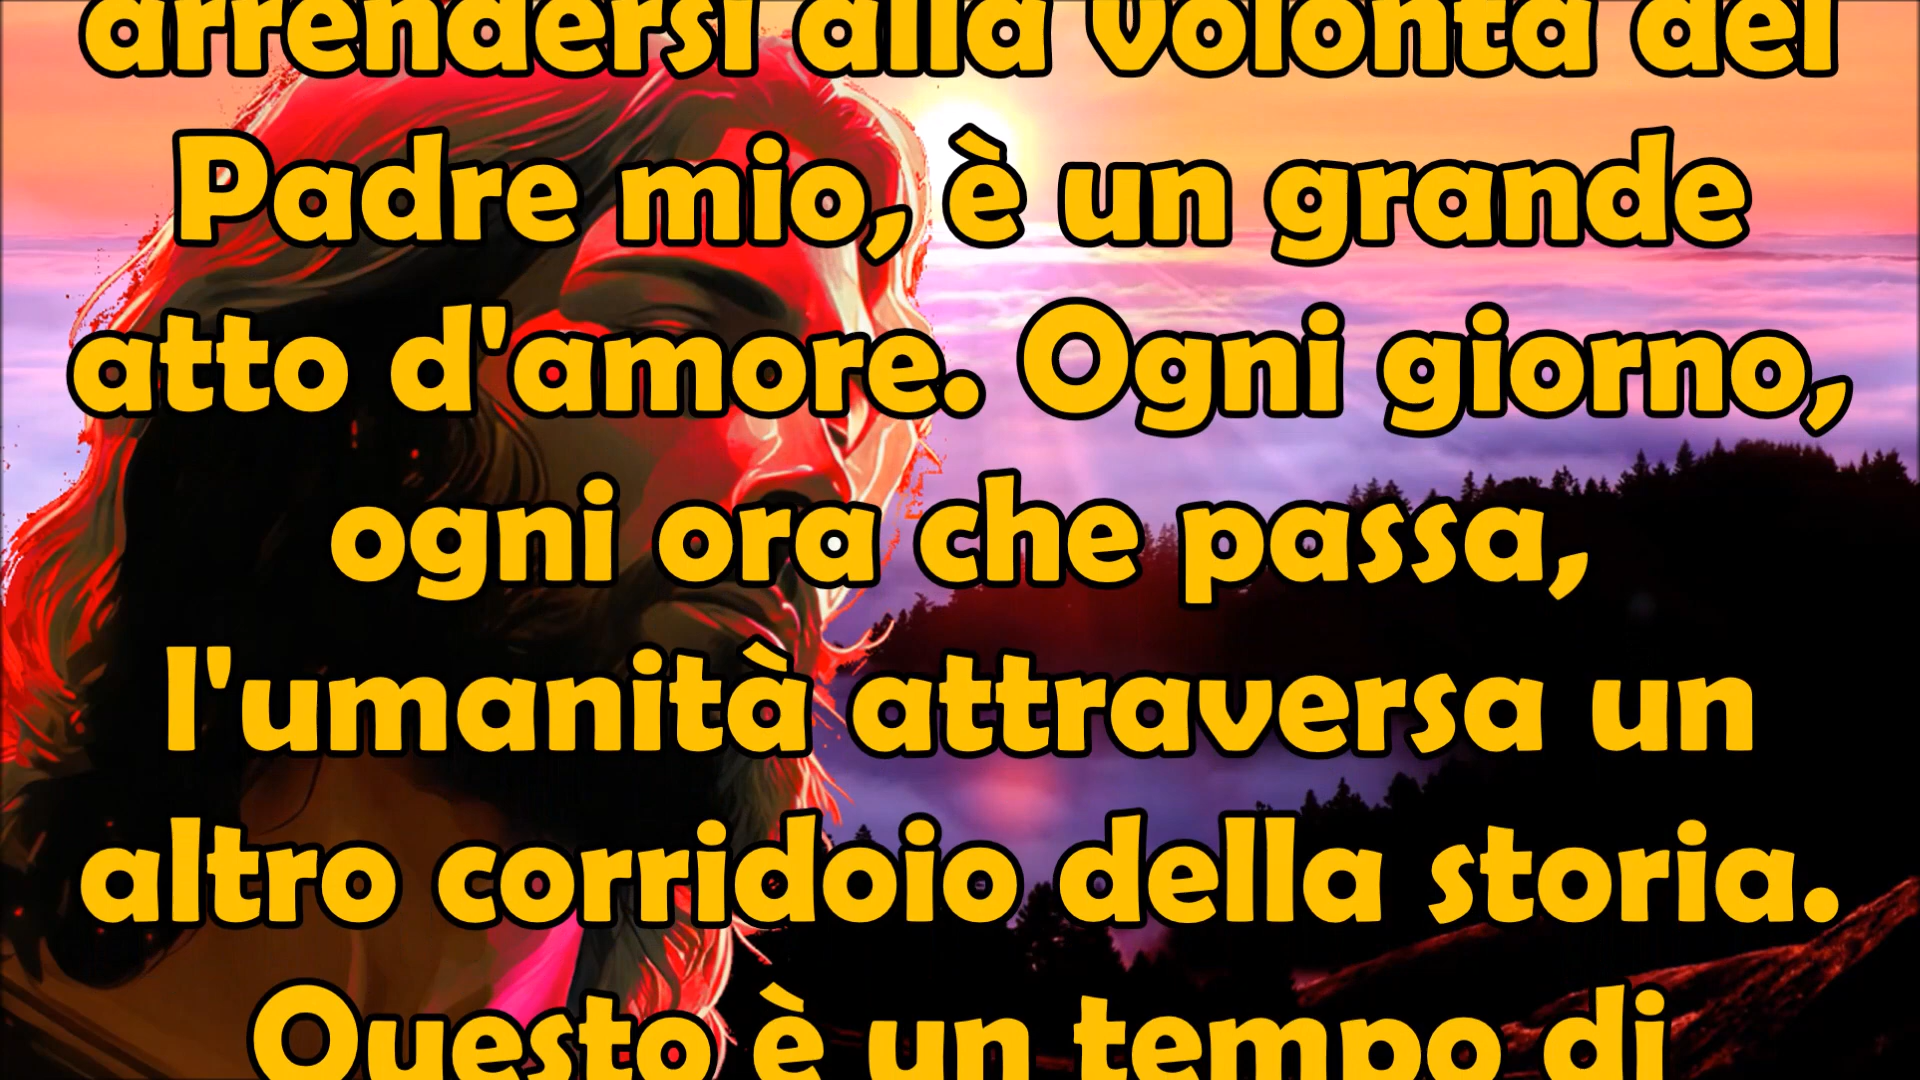 arrendersi alla volontà del
Padre mio, è un grande
atto d'amore. Ogni giorno,
ogni ora che passa,
l'umanità attraversa un
altro corridoio della storia.
Questo è un tempo di